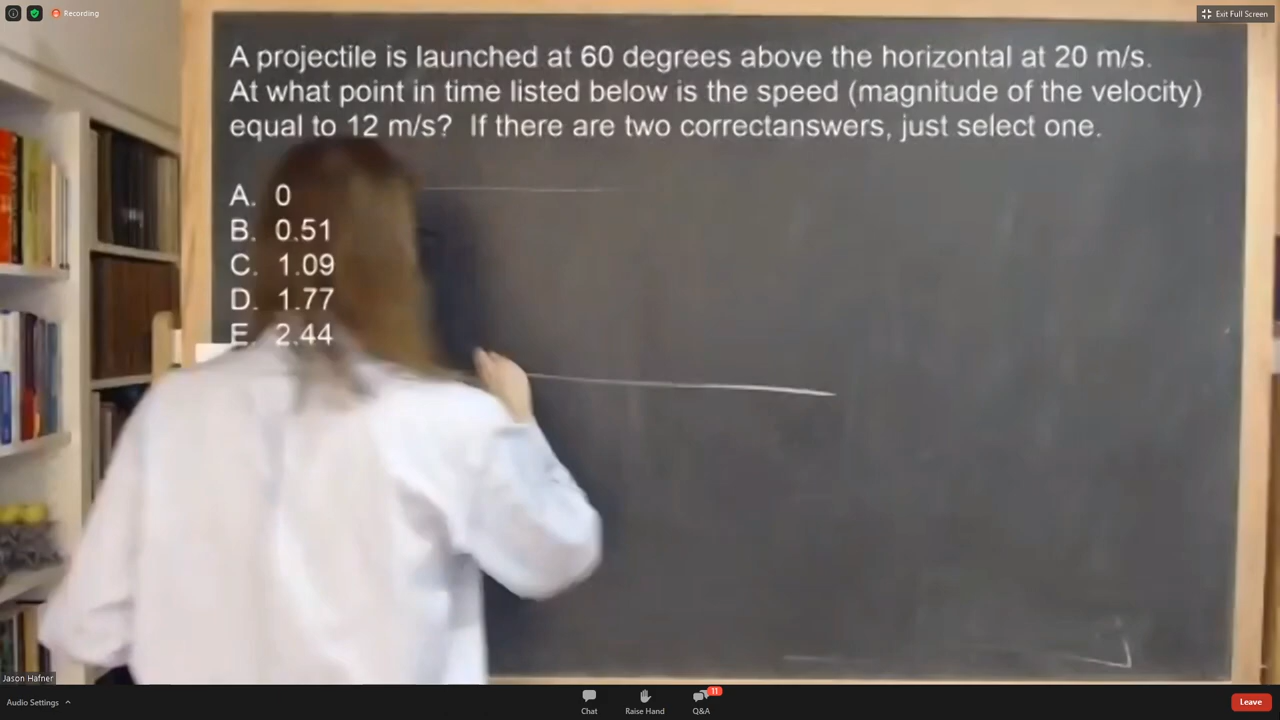 Recording
Exit Full Screen
A projectile is launched at 60 degrees above the horizontal at 20 m/s.
At what point in time listed below is the speed (magnitude of the velocity)
equal to 12 m/s? If there are two correctanswers, just select one.
A. 0
B. 0.51
C. 1.09
D. 1.77
E. 2.44
Jason Hafner
Audio Settings
Chat
Raise Hand
11
Q&A
Leave